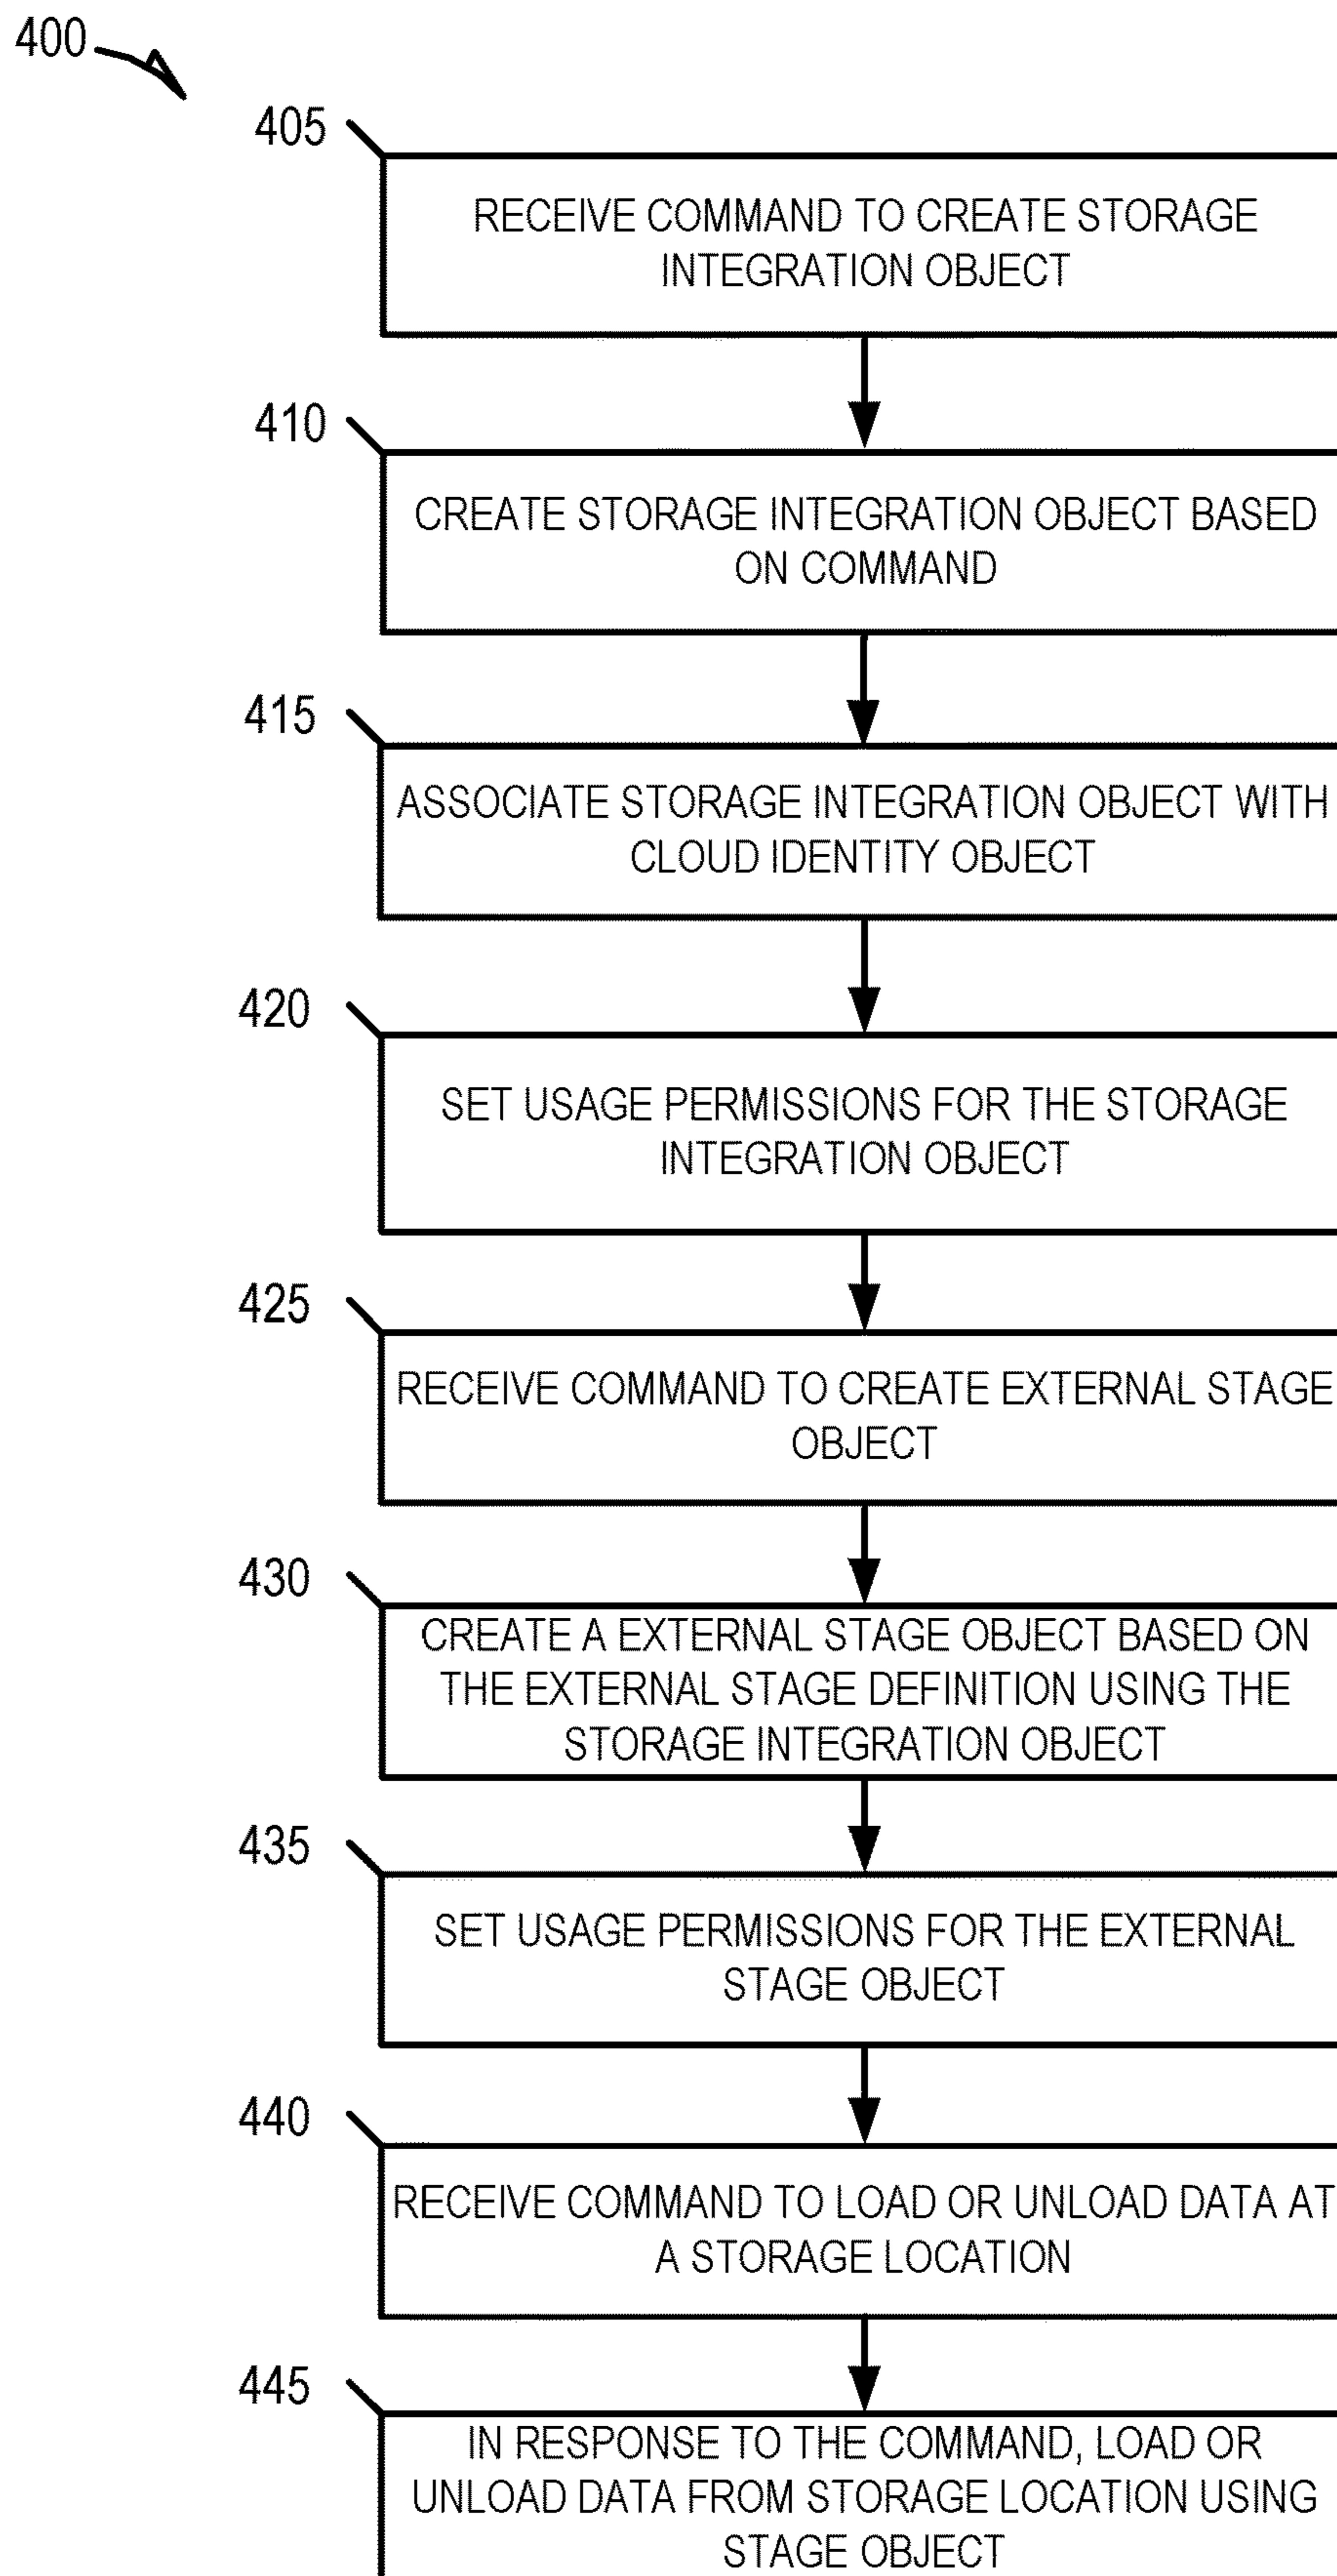 400
405
RECEIVE COMMAND TO CREATE STORAGE
INTEGRATION OBJECT
410
CREATE STORAGE INTEGRATION OBJECT BASED
ON COMMAND
415
ASSOCIATE STORAGE INTEGRATION OBJECT WITH
CLOUD IDENTITY OBJECT
420
SET USAGE PERMISSIONS FOR THE STORAGE
INTEGRATION OBJECT
425
RECEIVE COMMAND TO CREATE EXTERNAL STAGE
OBJECT
430
CREATE A EXTERNAL STAGE OBJECT BASED ON
THE EXTERNAL STAGE DEFINITION USING THE
STORAGE INTEGRATION OBJECT
435
SET USAGE PERMISSIONS FOR THE EXTERNAL
STAGE OBJECT
440
RECEIVE COMMAND TO LOAD OR UNLOAD DATA AT
A STORAGE LOCATION
445
IN RESPONSE TO THE COMMAND, LOAD OR
UNLOAD DATA FROM STORAGE LOCATION USING
STAGE OBJECT